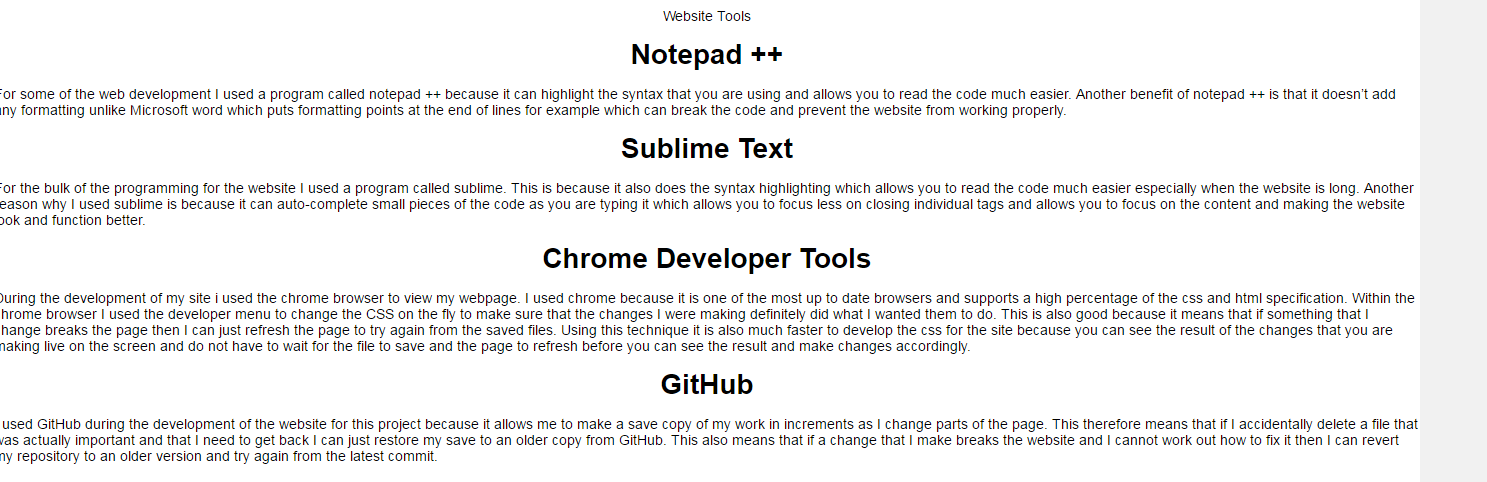 Website Tools
Notepad ++
For some of the web development I used a program called notepad ++ because it can highlight the syntax that you are using and allows you to read the code much easier. Another benefit of notepad ++ is that it doesn't add
any formatting unlike Microsoft word which puts formatting points at the end of lines for example which can break the code and prevent the website from working properly.
Sublime Text
For the bulk of the programming for the website I used a program called sublime. This is because it also does the syntax highlighting which allows you to read the code much easier especially when the website is long. Another
reason why I used sublime is because it can auto-complete small pieces of the code as you are typing it which allows you to focus less on closing individual tags and allows you to focus on the content and making the website
look and function better.
Chrome Developer Tools
During the development of my site i used the chrome browser to view my webpage. I used chrome because it is one of the most up to date browsers and supports a high percentage of the css and html specification. Within the
chrome browser I used the developer menu to change the CSS on the fly to make sure that the changes I were making definitely did what I wanted them to do. This is also good because it means that if something that I
change breaks the page then I can just refresh the page to try again from the saved files. Using this technique it is also much faster to develop the css for the site because you can see the result of the changes that you are
making live on the screen and do not have to wait for the file to save and the page to refresh before you can see the result and make changes accordingly.
GitHub
used GitHub during the development of the website for this project because it allows me to make a save copy of my work in increments as I change parts of the page. This therefore means that if I accidentally delete a file that
was actually important and that I need to get back I can just restore my save to an older copy from GitHub. This also means that if a change that I make breaks the website and I cannot work out how to fix it then I can revert
my repository to an older version and try again from the latest commit.